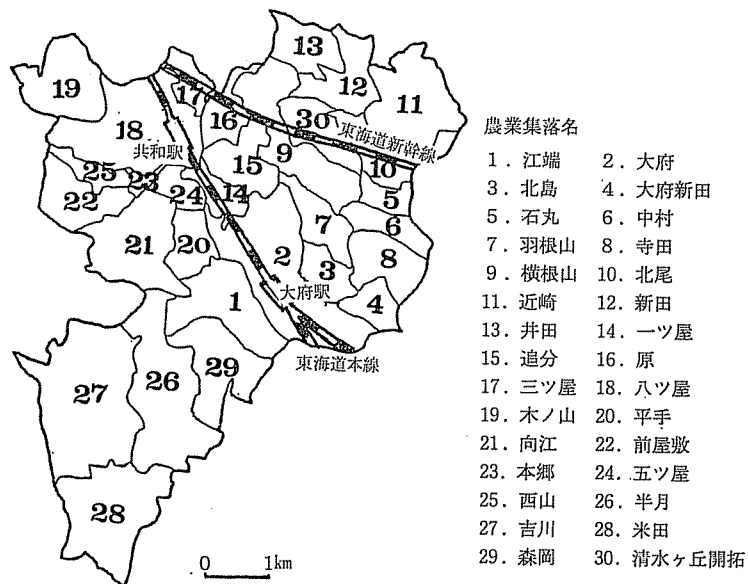 13
19
12
11
17
30
16
東海道新幹線
18
9
共和駅
15
10
25
23
24
14
5
22
7
6
21
20
2
8
3
大府駅
4
1
東海道本線
29
27
26
28
0 1km
農業集落名
1. 江端 2. 大府
3. 北島 4. 大府新田
5. 石丸 6. 中村
7. 羽根山 8. 寺田
9. 横根山 10. 北尾
11. 近崎 12. 新田
13. 井田 14. 一ツ屋
15. 追分 16. 原
17. 三ツ屋 18. 八ツ屋
19. 木ノ山 20. 平手
21. 向江 22. 前屋敷
23. 本郷 24. 五ツ屋
25. 西山 26. 半月
27. 吉川 28. 米田
29. 森岡 30. 清水ヶ丘開拓